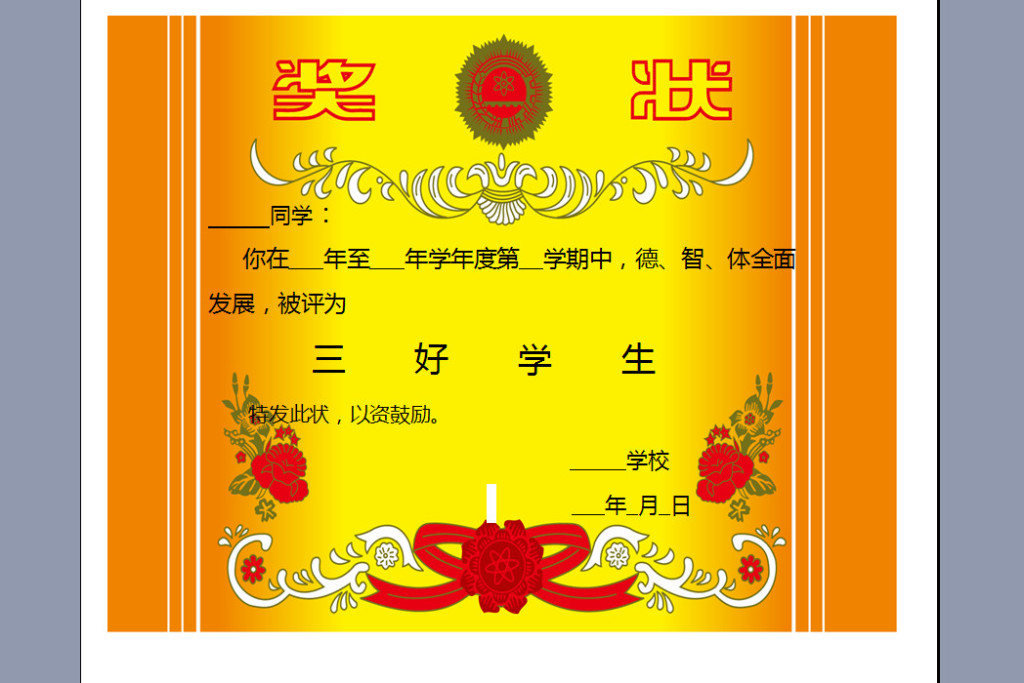 奖 状
______同学：
你在___年至___年学年度第__学期中，德、智、体全面
发展，被评为
三 好 学 生
特发此状，以资鼓励。
_____学校
___年_月_日